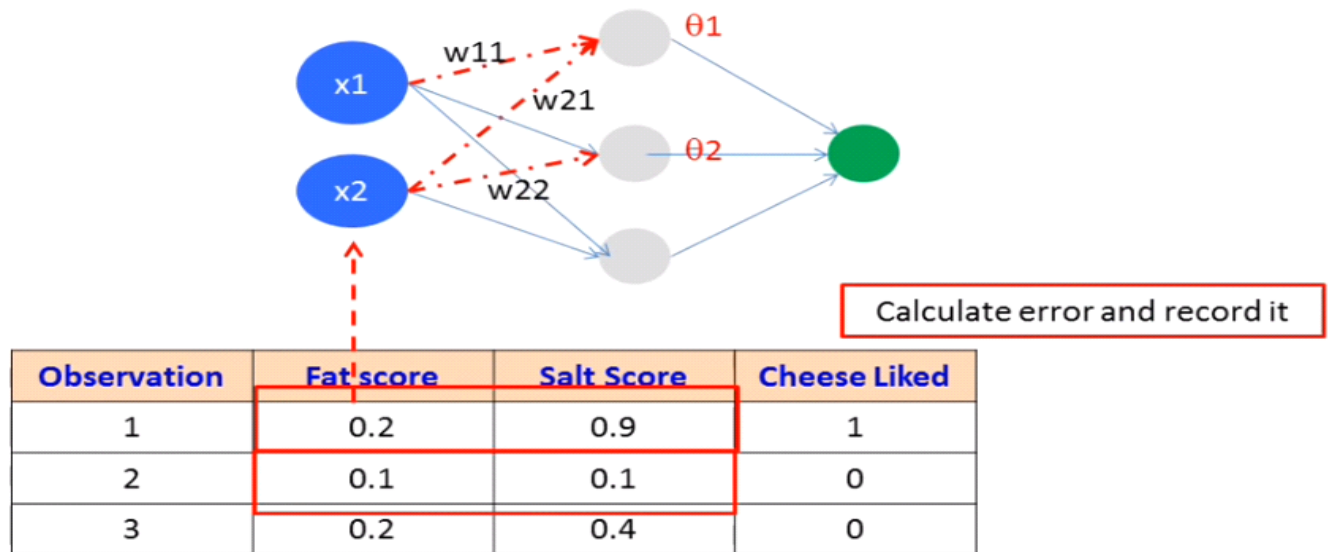 θ1
w11
x1
w21
θ2
x2
w22
Calculate error and record it
Observation Fat score Salt Score Cheese Liked
1 0.2 0.9 1
2 0.1 0.1 0
3 0.2 0.4 0